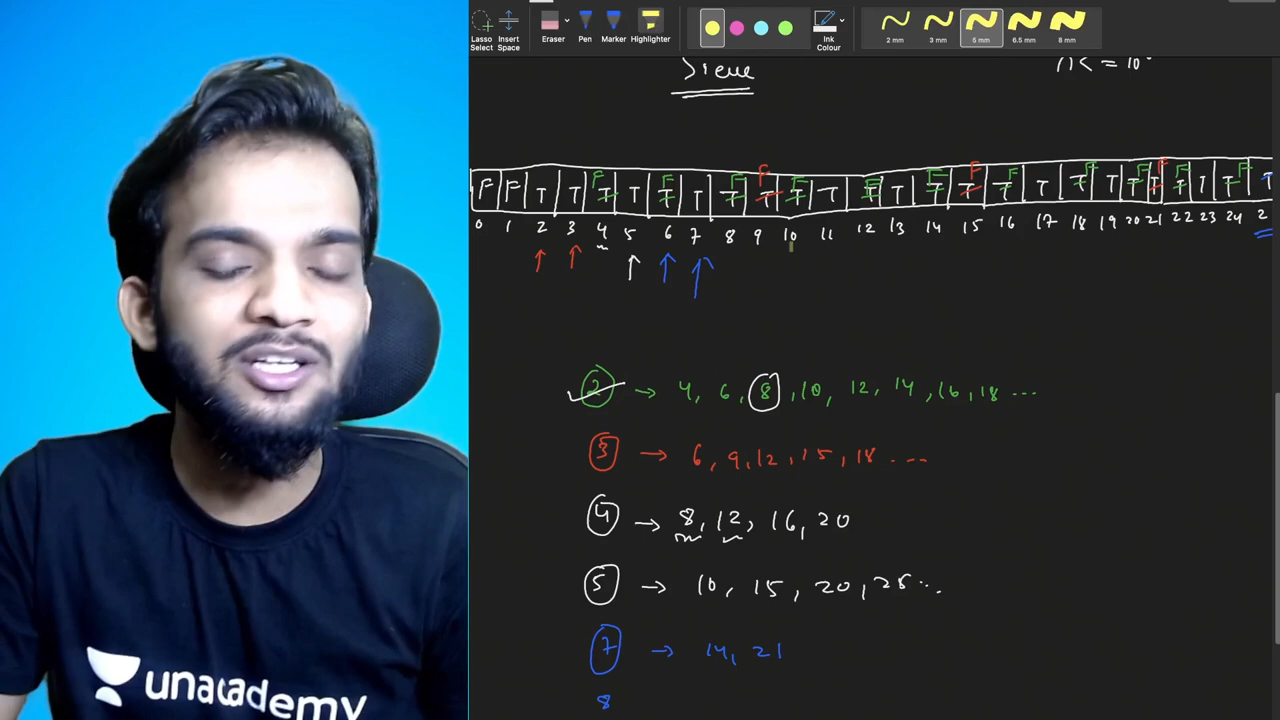 Lasso Select
Insert Space
Eraser
Pen
Marker
Highlighter
Ink Colour
2 mm
3 mm
5 mm
6.5 mm
8 mm
Sieve
F F T T T T T T T T T T T T T T T T T T T T T T T T
F F F F F F F F F F F F F F F
0 1 2 3 4 5 6 7 8 9 10 11 12 13 14 15 16 17 18 19 20 21 22 23 24 2
2 → 4, 6, 8, 10, 12, 14, 16, 18 ...
3 → 6, 9, 12, 15, 18 ...
4 → 8, 12, 16, 20
5 → 10, 15, 20, 25 ..
7 → 14, 21
8
unacademy